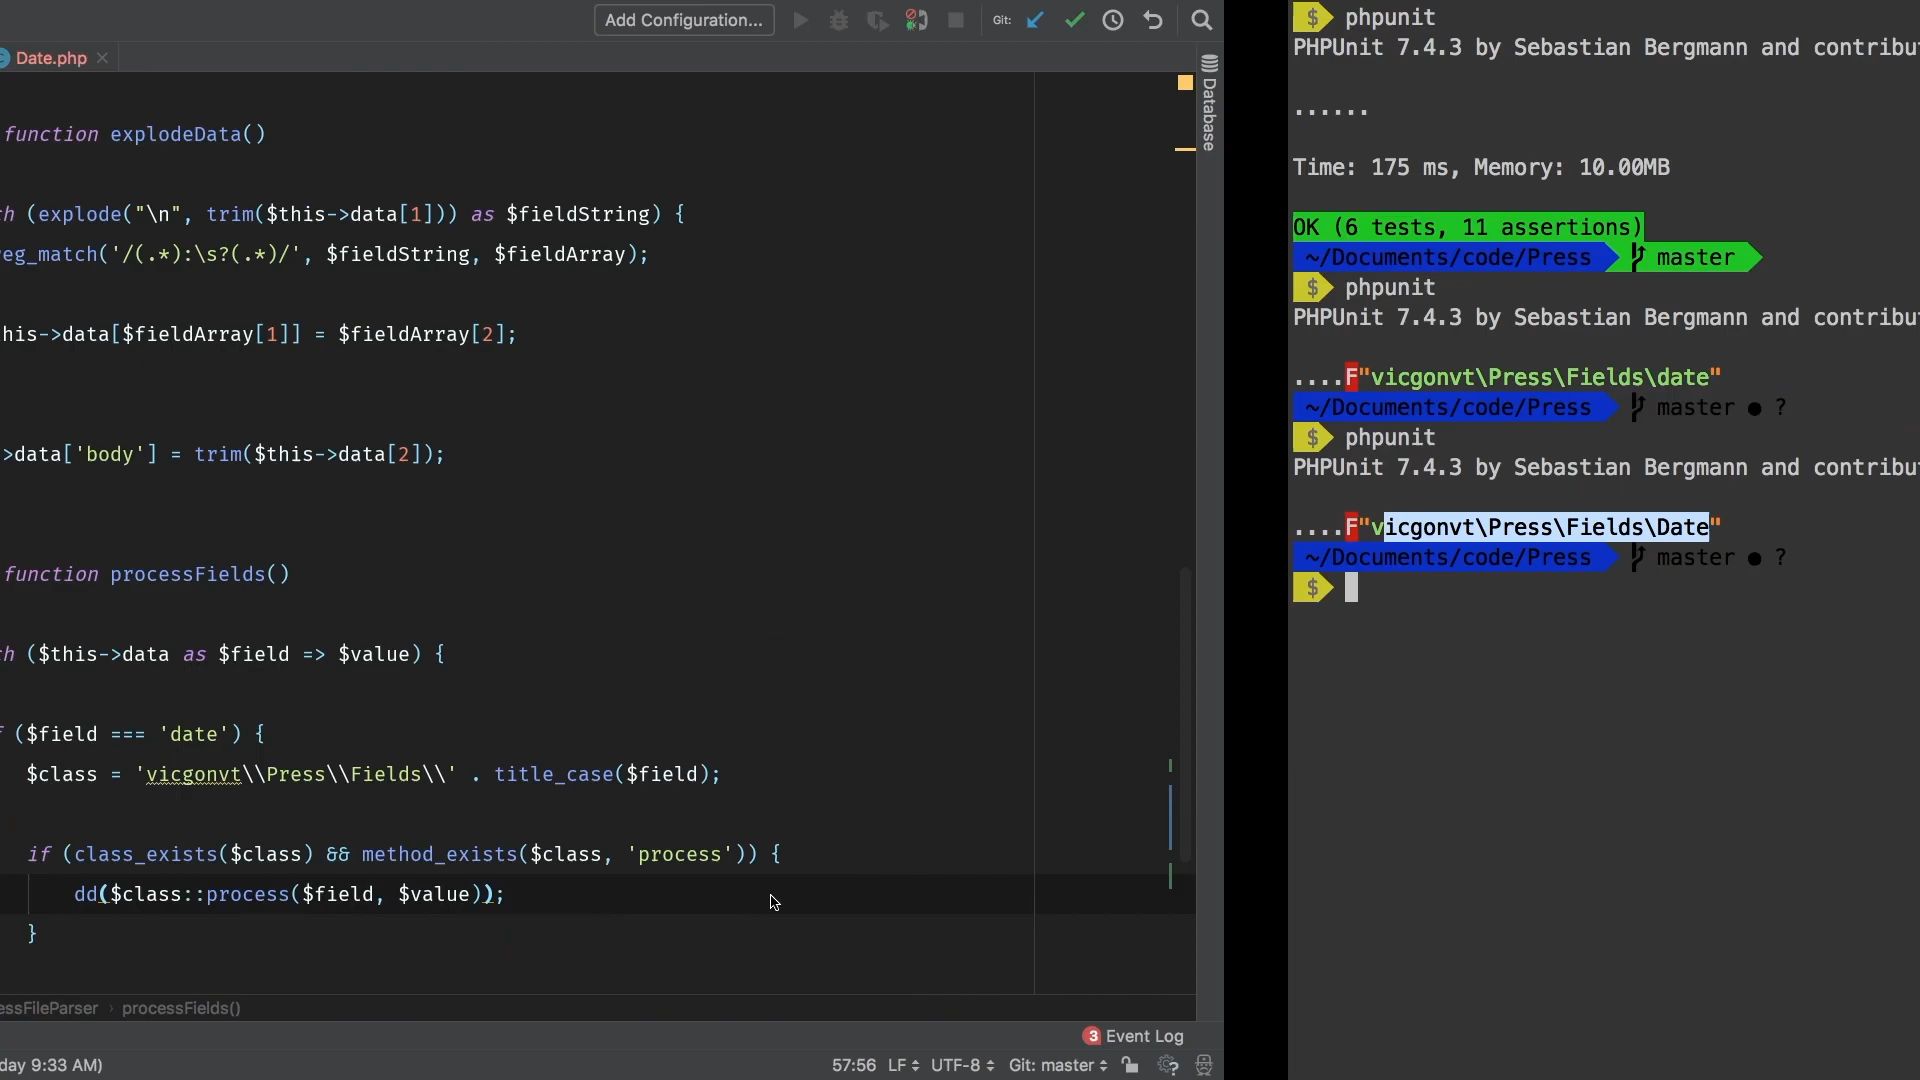 Add Configuration...
Git:
Date.php
Database
function explodeData()
ch (explode("\n", trim($this->data[1])) as $fieldString) {
reg_match('/(.*):\s?(.*)/', $fieldString, $fieldArray);
his->data[$fieldArray[1]] = $fieldArray[2];
>data['body'] = trim($this->data[2]);
function processFields()
ch ($this->data as $field => $value) {
f ($field === 'date') {
$class = 'vicgonvt\\Press\\Fields\\' . title_case($field);
if (class_exists($class) && method_exists($class, 'process')) {
dd($class::process($field, $value));
}
essFileParser › processFields()
3 Event Log
day 9:33 AM)
57:56 LF UTF-8 Git: master
$ phpunit
PHPUnit 7.4.3 by Sebastian Bergmann and contribu
......
Time: 175 ms, Memory: 10.00MB
OK (6 tests, 11 assertions)
~/Documents/code/Press master
$ phpunit
PHPUnit 7.4.3 by Sebastian Bergmann and contribu
....F"vicgonvt\Press\Fields\date"
~/Documents/code/Press master ● ?
$ phpunit
PHPUnit 7.4.3 by Sebastian Bergmann and contribu
....F"vicgonvt\Press\Fields\Date"
~/Documents/code/Press master ● ?
$